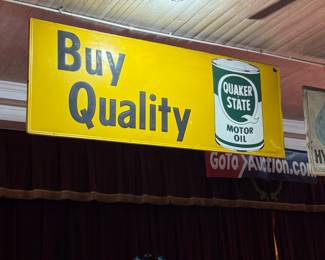 Buy
Quality
QUAKER
STATE
MOTOR
OIL
GoToAuction.com